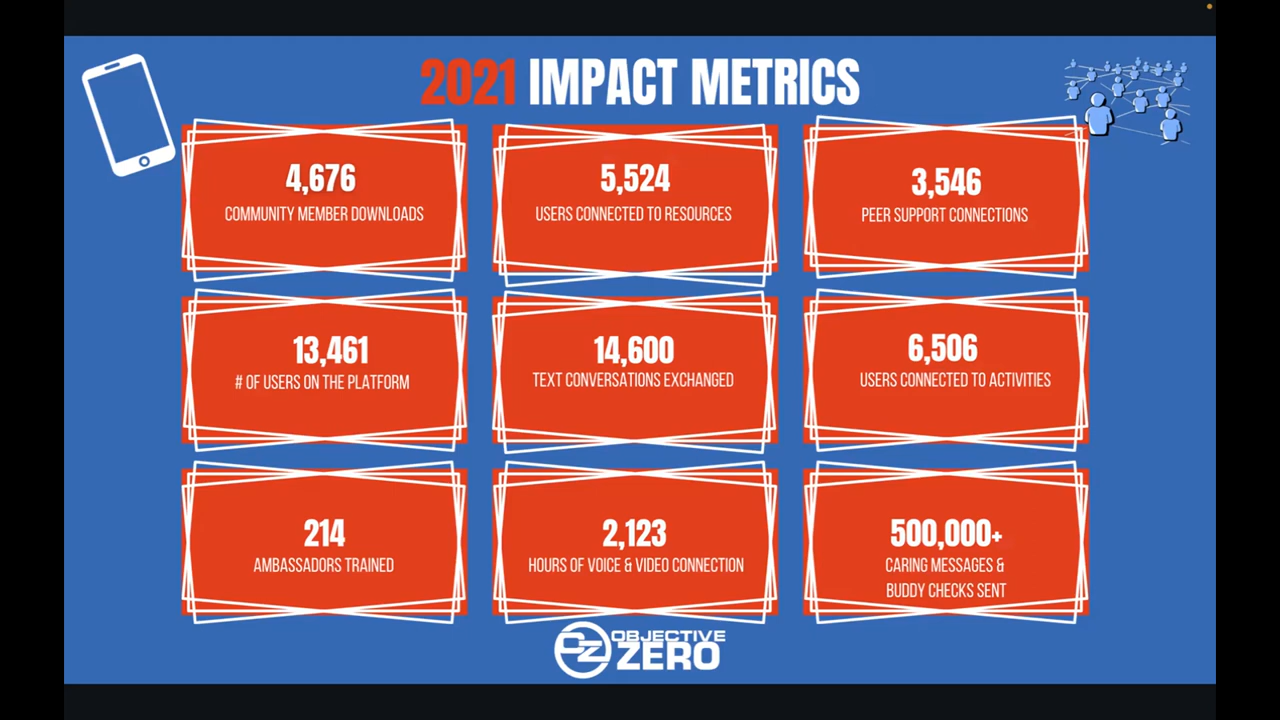 2021 IMPACT METRICS
4,676
COMMUNITY MEMBER DOWNLOADS
5,524
USERS CONNECTED TO RESOURCES
3,546
PEER SUPPORT CONNECTIONS
13,461
# OF USERS ON THE PLATFORM
14,600
TEXT CONVERSATIONS EXCHANGED
6,506
USERS CONNECTED TO ACTIVITIES
214
AMBASSADORS TRAINED
2,123
HOURS OF VOICE & VIDEO CONNECTION
500,000+
CARING MESSAGES &
BUDDY CHECKS SENT
OZ
OBJECTIVE
ZERO